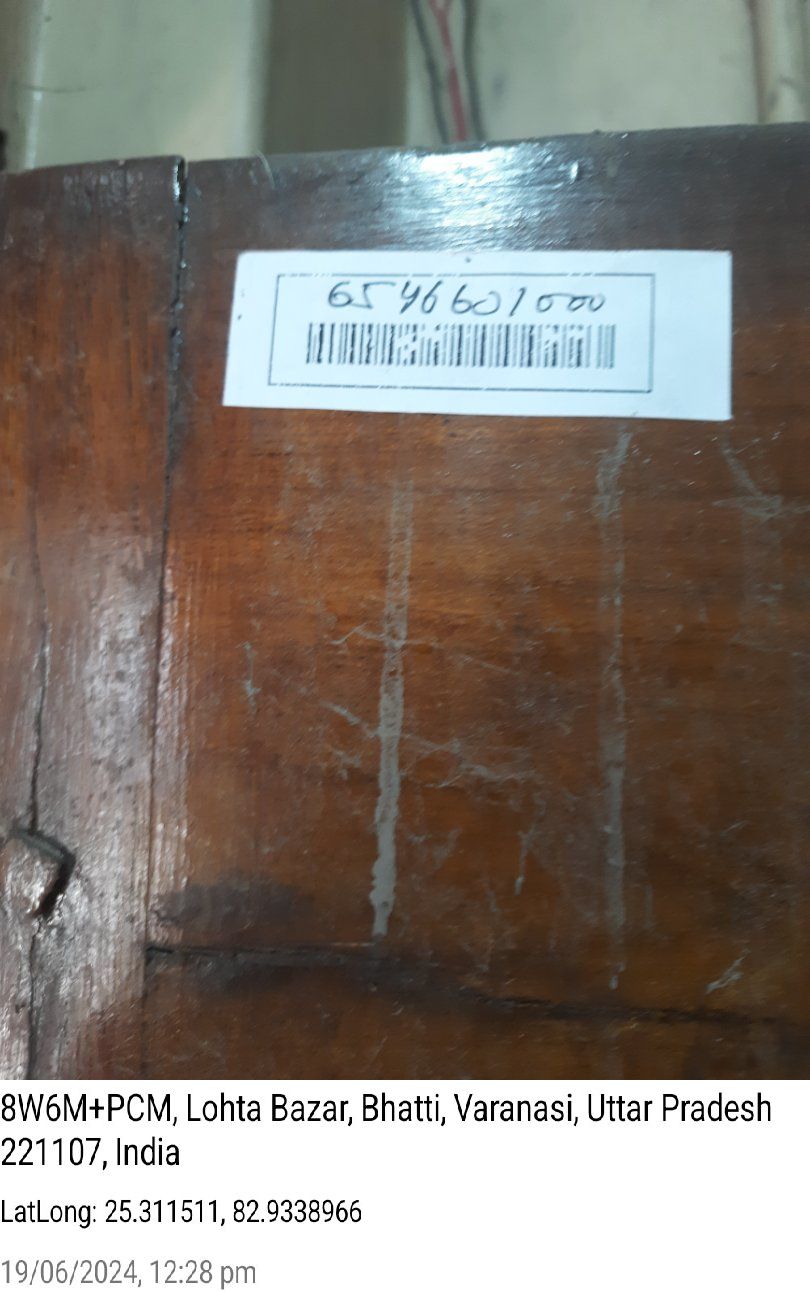 6546601000
8W6M+PCM, Lohta Bazar, Bhatti, Varanasi, Uttar Pradesh
221107, India
LatLong: 25.311511, 82.9338966
19/06/2024, 12:28 pm